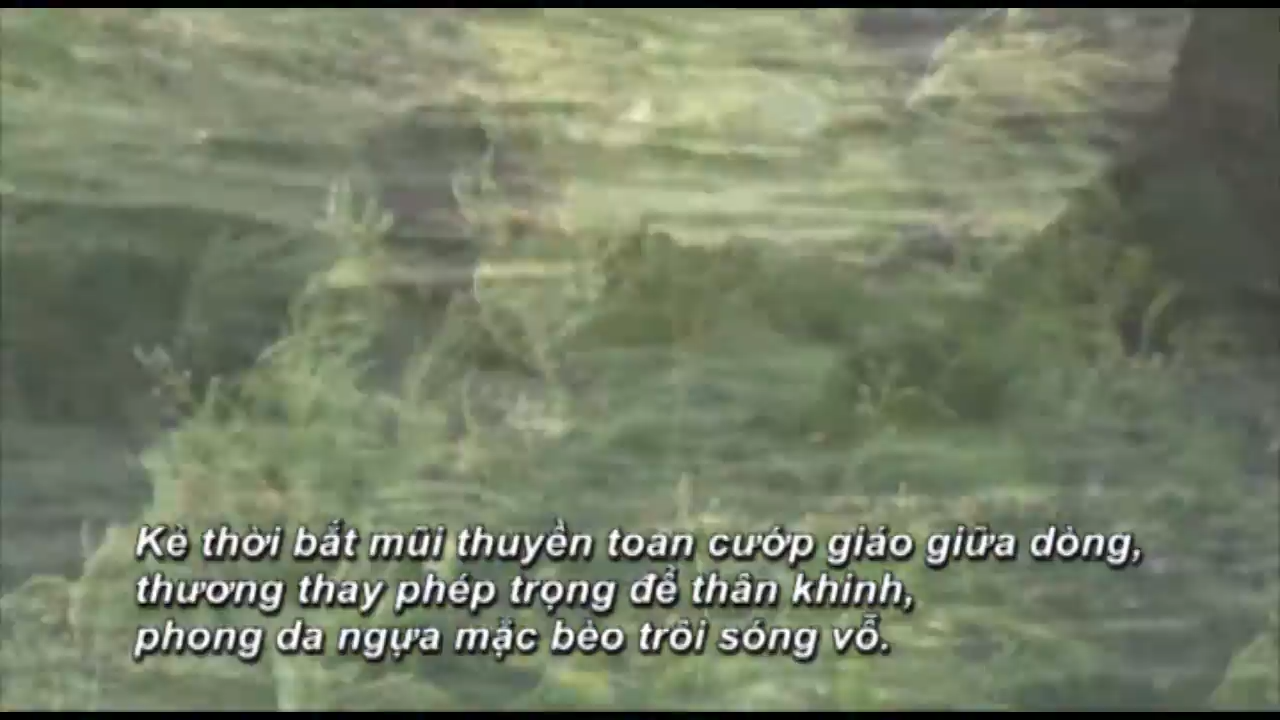 Kẻ thời bắt mũi thuyền toan cướp giáo giữa dòng,
thương thay phép trọng để thân khinh,
phong da ngựa mặc bèo trôi sóng vỗ.